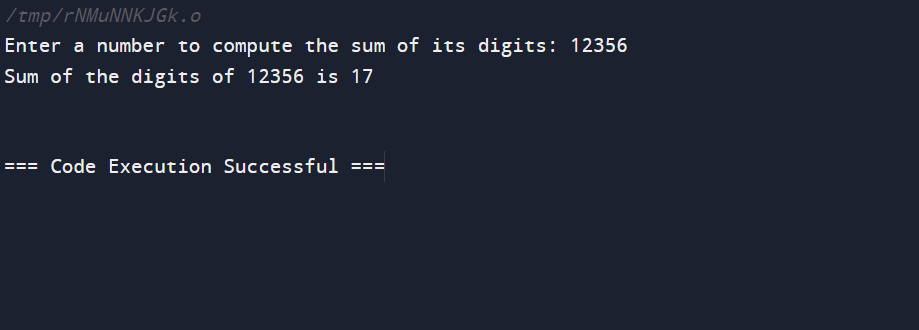 /tmp/rNMuNNKJGk.o
Enter a number to compute the sum of its digits: 12356
Sum of the digits of 12356 is 17
=== Code Execution Successful ===